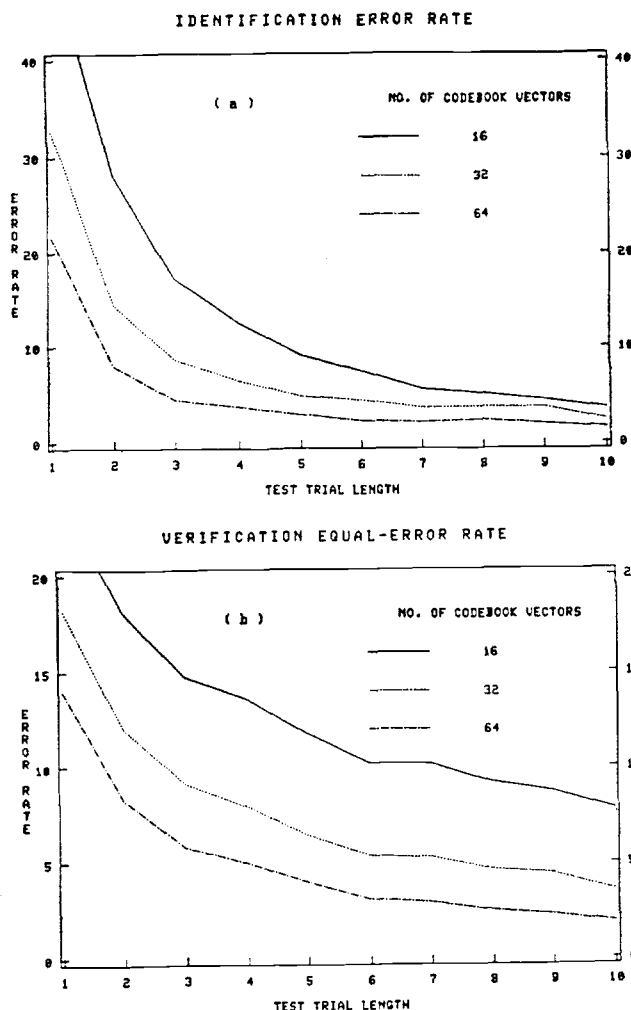 IDENTIFICATION ERROR RATE
40
30
20
10
0
ERROR RATE
( a )
NO. OF CODEBOOK VECTORS
16
32
64
40
30
20
10
0
1 2 3 4 5 6 7 8 9 10
TEST TRIAL LENGTH
VERIFICATION EQUAL-ERROR RATE
20
15
10
5
0
ERROR RATE
( b )
NO. OF CODEBOOK VECTORS
16
32
64
1 2 3 4 5 6 7 8 9 10
TEST TRIAL LENGTH